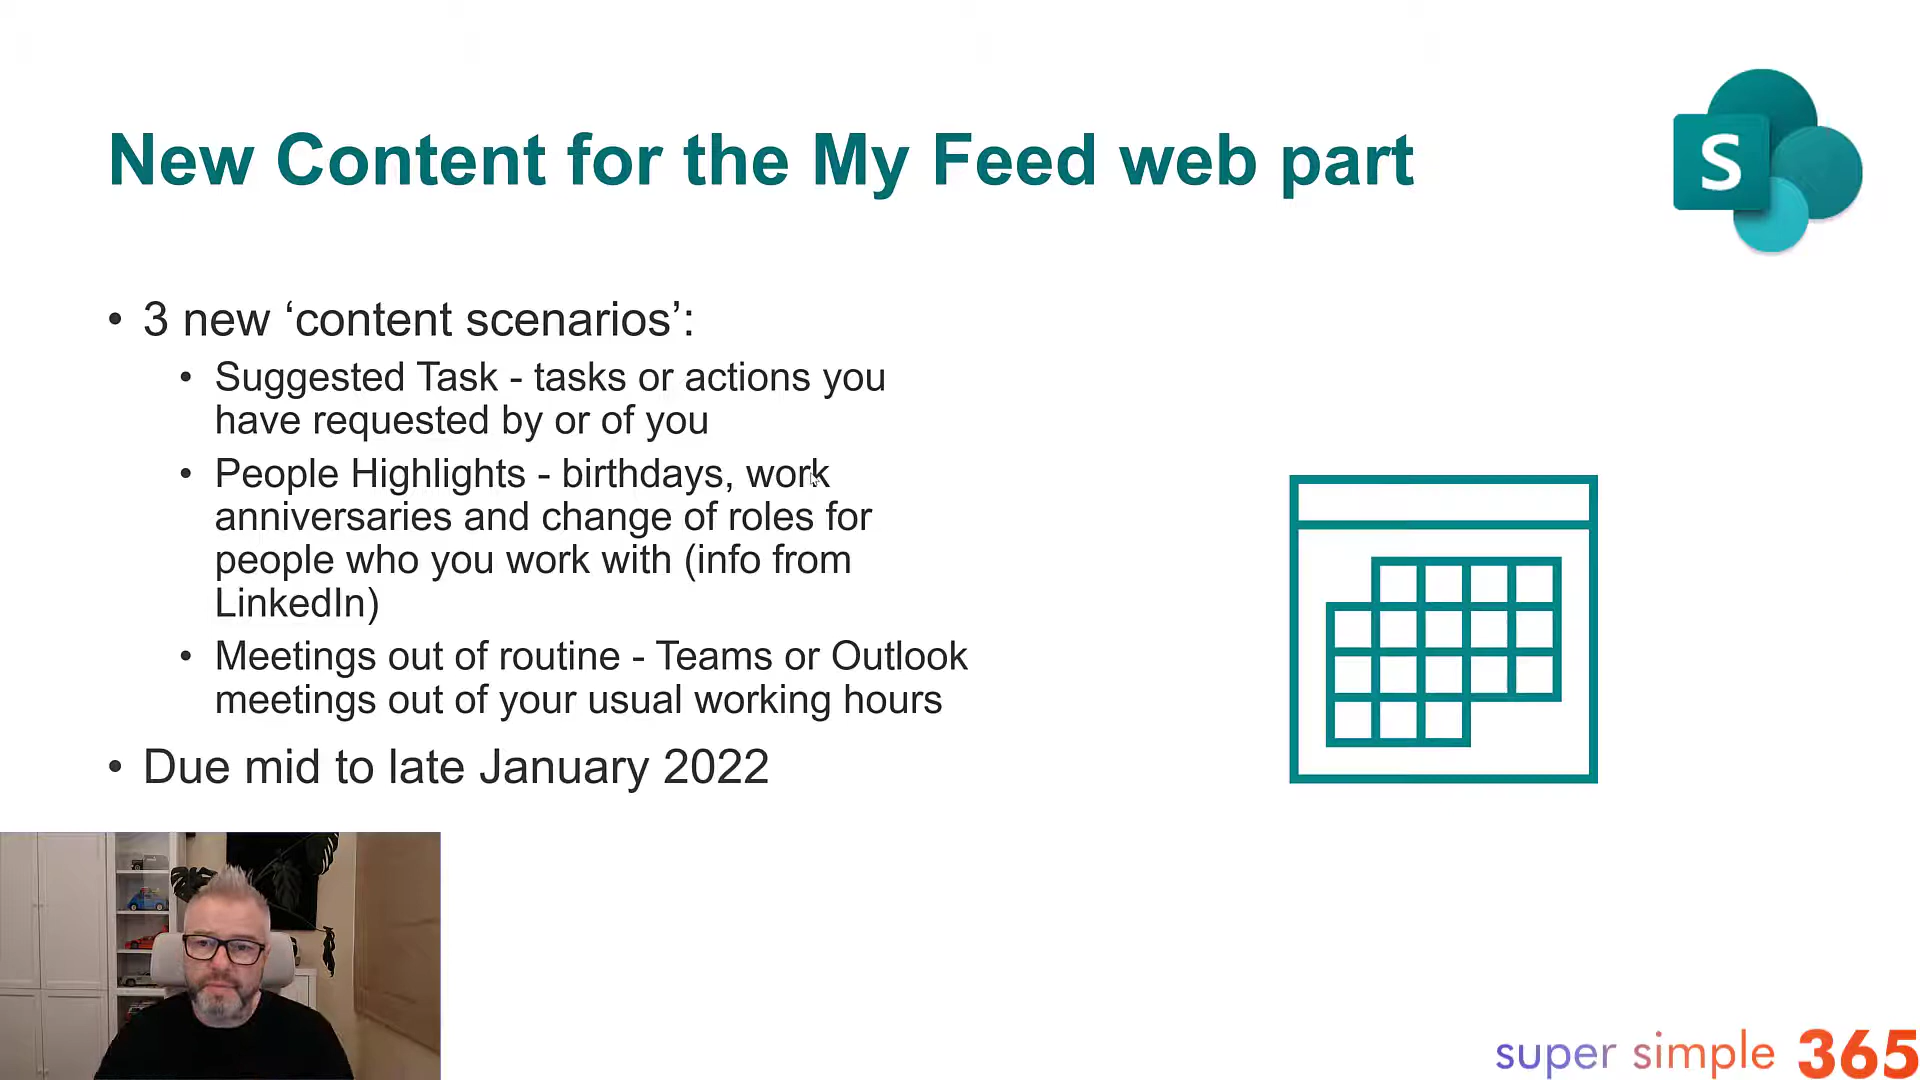 New Content for the My Feed web part
S
• 3 new ‘content scenarios’:
• Suggested Task - tasks or actions you
have requested by or of you
• People Highlights - birthdays, work
anniversaries and change of roles for
people who you work with (info from
LinkedIn)
• Meetings out of routine - Teams or Outlook
meetings out of your usual working hours
• Due mid to late January 2022
super simple 365